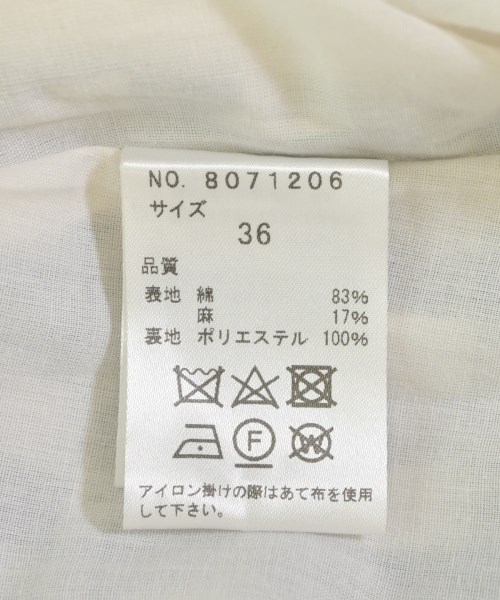 NO. 8071206
サイズ
36
品質
表地 綿 83%
麻 17%
裏地 ポリエステル 100%
F
W
アイロン掛けの際はあて布を使用
して下さい。